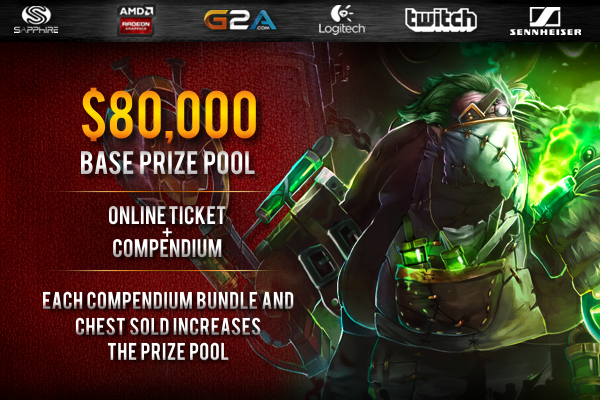 SAPPHIRE
AMD
RADEON
GRAPHICS
G2A.COM
Logitech
twitch
SENNHEISER
$80,000
BASE PRIZE POOL
ONLINE TICKET
+
COMPENDIUM
EACH COMPENDIUM BUNDLE AND
CHEST SOLD INCREASES
THE PRIZE POOL